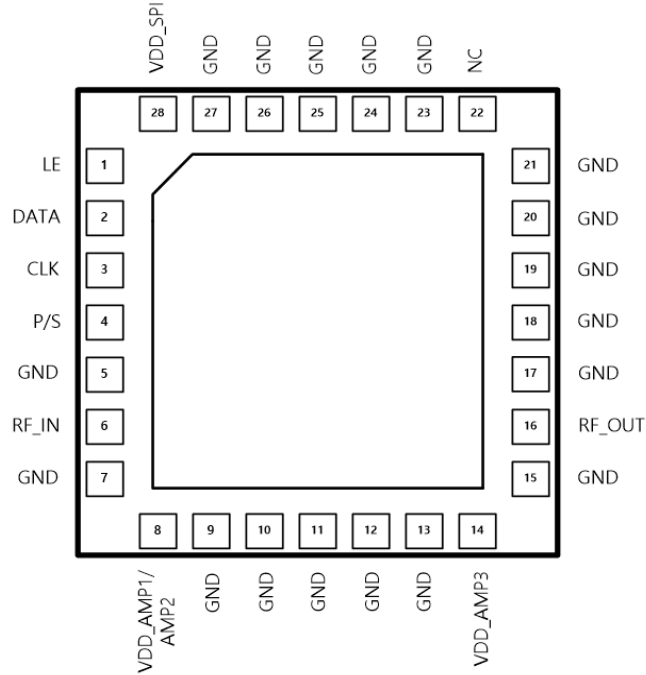 VDD_SPI GND GND GND GND GND NC
28 27 26 25 24 23 22
LE 1 21 GND
DATA 2 20 GND
CLK 3 19 GND
P/S 4 18 GND
GND 5 17 GND
RF_IN 6 16 RF_OUT
GND 7 15 GND
8 9 10 11 12 13 14
VDD_AMP1/
AMP2 GND GND GND GND GND VDD_AMP3